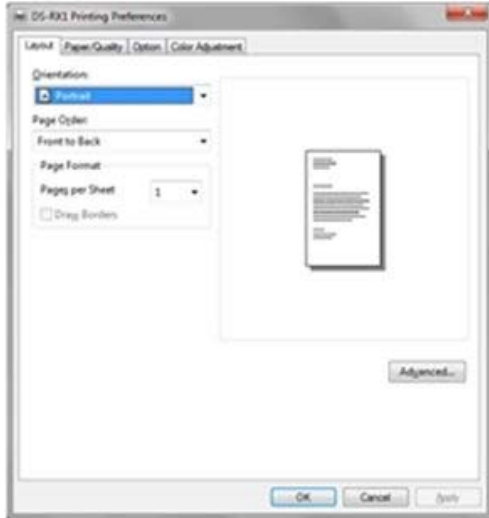 DS-RX1 Printing Preferences
Layout Paper/Quality Option Color Adjustment
Orientation:
Portrait
Page Order:
Front to Back
Page Format
Pages per Sheet 1
Draw Borders
Advanced...
OK Cancel Apply